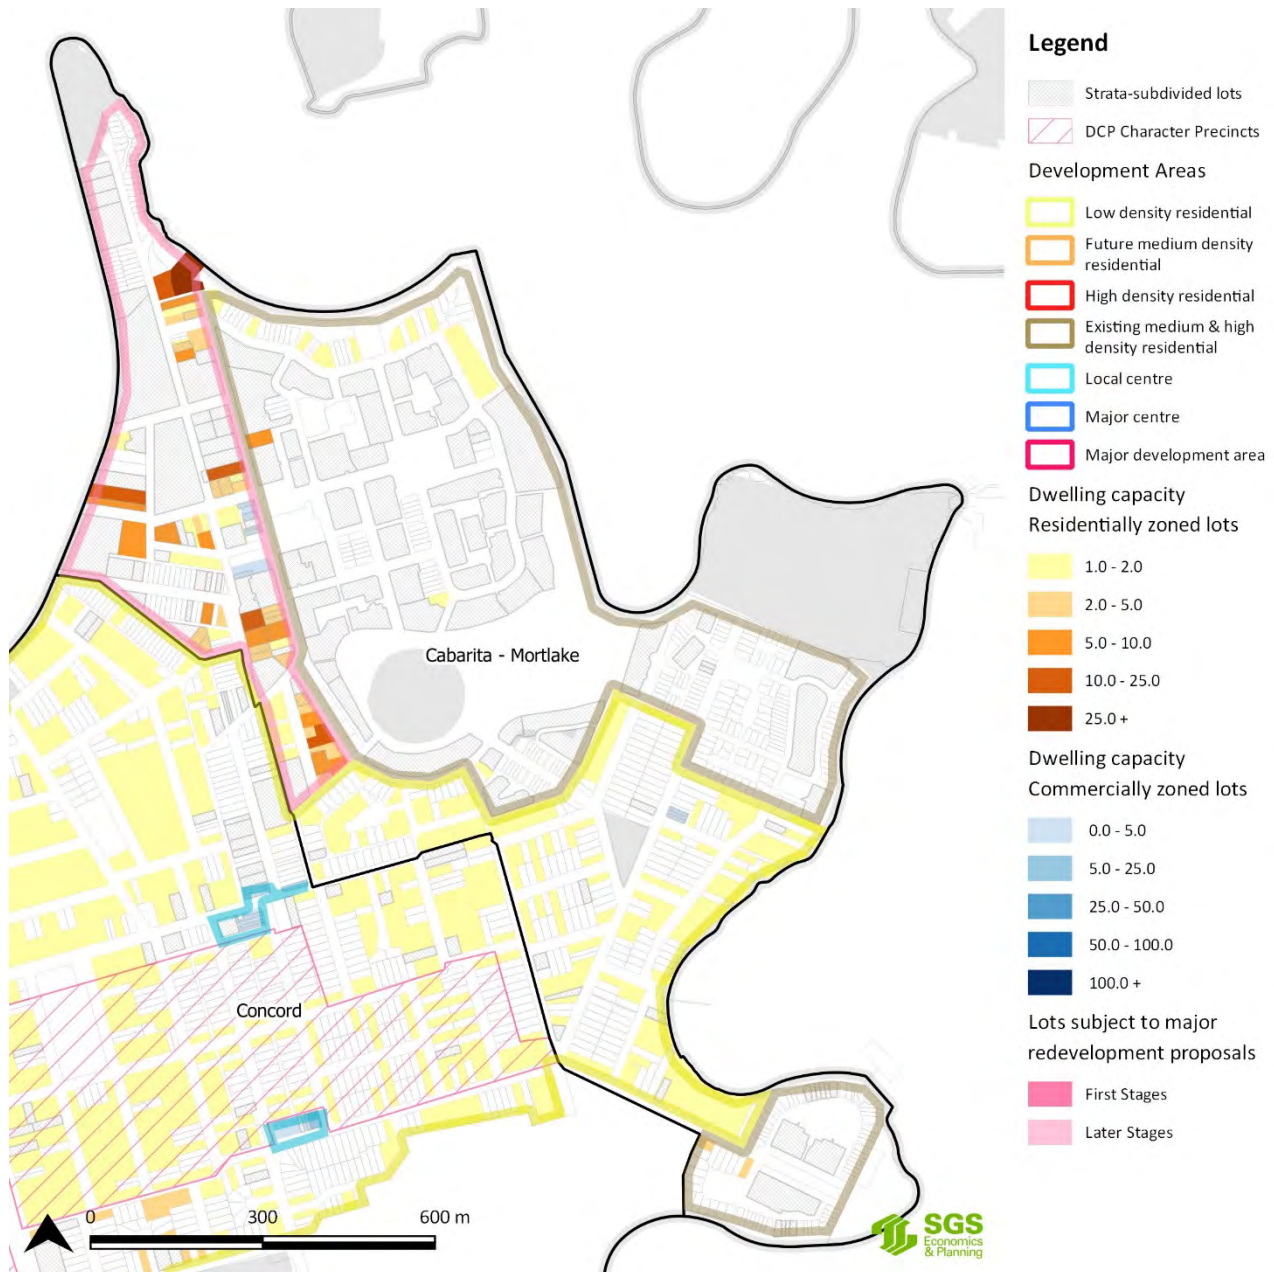 Legend
Strata-subdivided lots
DCP Character Precincts
Development Areas
Low density residential
Future medium density
residential
High density residential
Existing medium & high
density residential
Local centre
Major centre
Major development area
Dwelling capacity
Residentially zoned lots
1.0 - 2.0
2.0 - 5.0
5.0 - 10.0
10.0 - 25.0
25.0 +
Dwelling capacity
Commercially zoned lots
0.0 - 5.0
5.0 - 25.0
25.0 - 50.0
50.0 - 100.0
100.0 +
Lots subject to major
redevelopment proposals
First Stages
Later Stages
Cabarita - Mortlake
Concord
0 300 600 m
SGS
Economics
& Planning